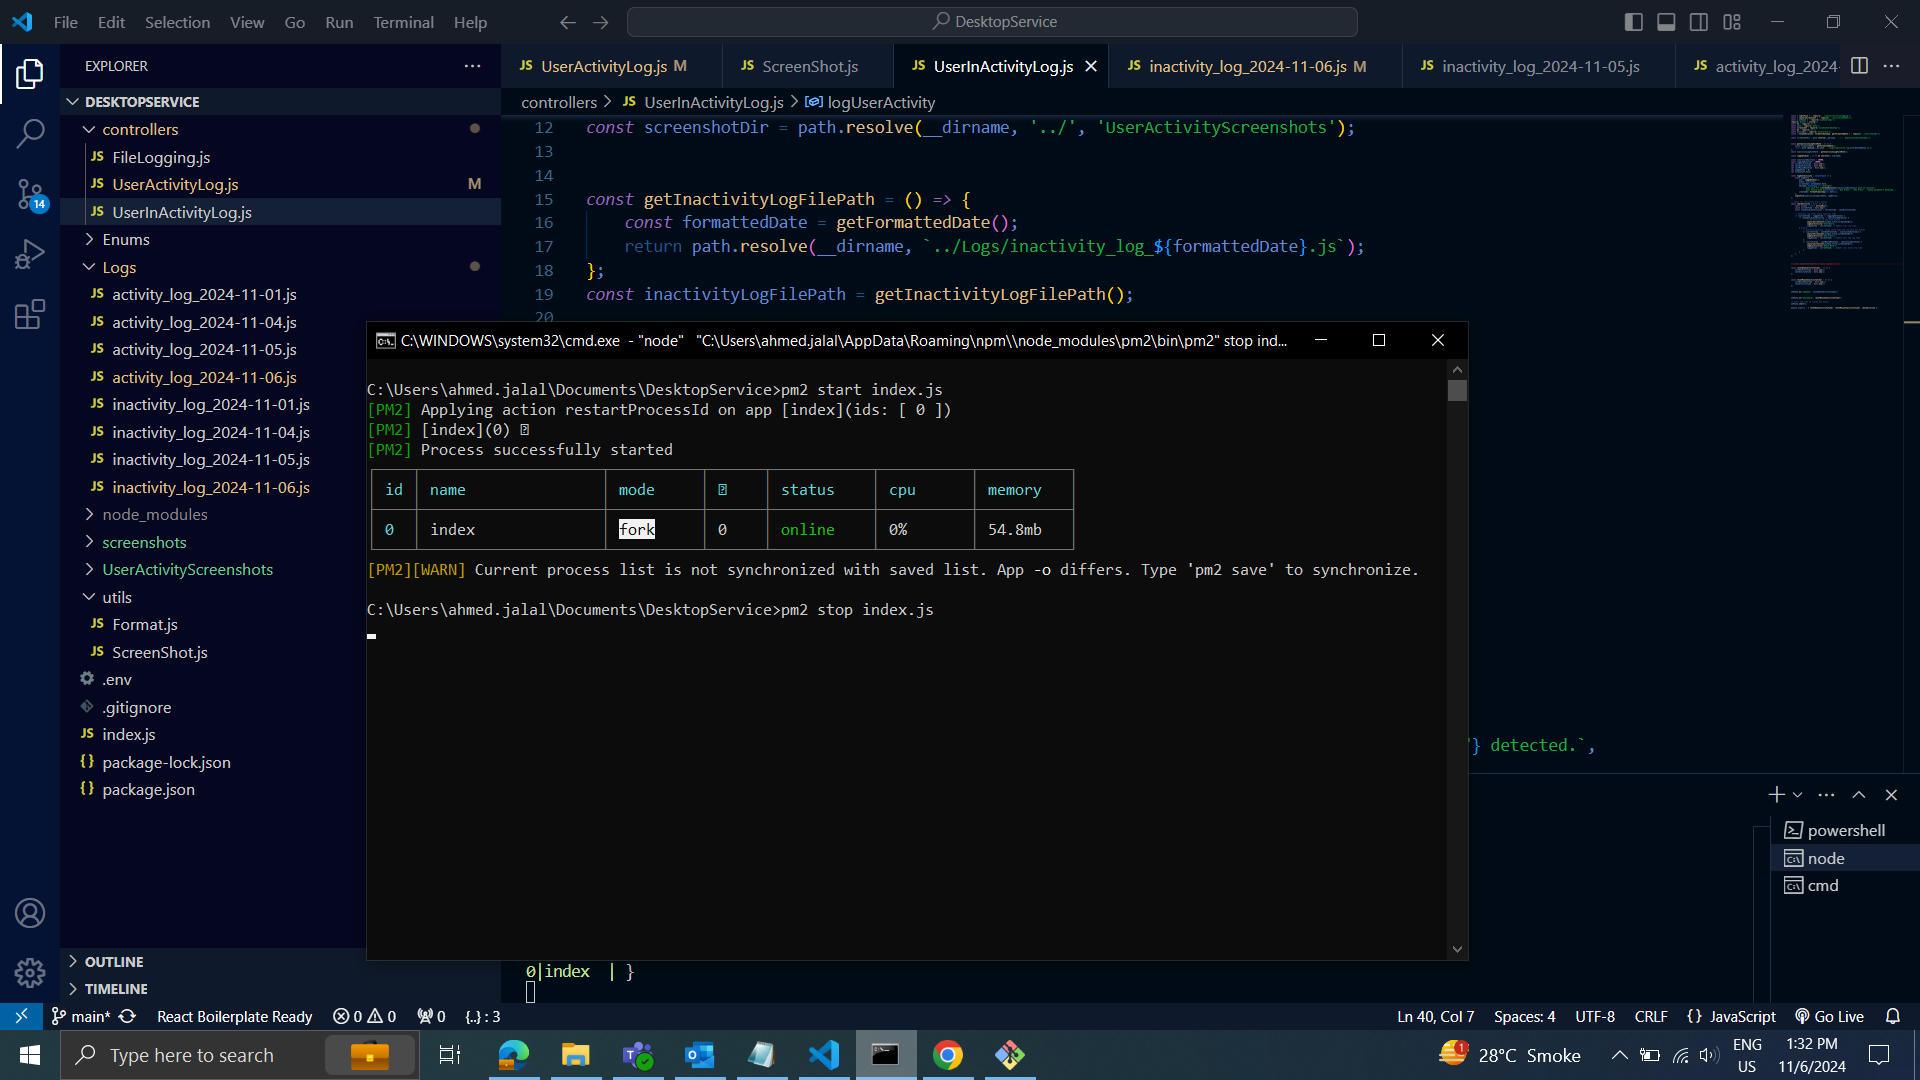 File Edit Selection View Go Run Terminal Help
DesktopService
EXPLORER
DESKTOPSERVICE
controllers
JS FileLogging.js
JS UserActivityLog.js M
JS UserInActivityLog.js
Enums
Logs
JS activity_log_2024-11-01.js
JS activity_log_2024-11-04.js
JS activity_log_2024-11-05.js
JS activity_log_2024-11-06.js
JS inactivity_log_2024-11-01.js
JS inactivity_log_2024-11-04.js
JS inactivity_log_2024-11-05.js
JS inactivity_log_2024-11-06.js
node_modules
screenshots
UserActivityScreenshots
utils
JS Format.js
JS ScreenShot.js
.env
.gitignore
JS index.js
{} package-lock.json
{} package.json
OUTLINE
TIMELINE
14
JS UserActivityLog.js M JS ScreenShot.js JS UserInActivityLog.js JS inactivity_log_2024-11-06.js M JS inactivity_log_2024-11-05.js JS activity_log_2024-
controllers > JS UserInActivityLog.js > logUserActivity
12 const screenshotDir = path.resolve(__dirname, '../', 'UserActivityScreenshots');
13
14
15 const getInactivityLogFilePath = () => {
16 const formattedDate = getFormattedDate();
17 return path.resolve(__dirname, `../Logs/inactivity_log_${formattedDate}.js`);
18 };
19 const inactivityLogFilePath = getInactivityLogFilePath();
20
C:\WINDOWS\system32\cmd.exe - "node" "C:\Users\ahmed.jalal\AppData\Roaming\npm\\node_modules\pm2\bin\pm2" stop ind...
C:\Users\ahmed.jalal\Documents\DesktopService>pm2 start index.js
[PM2] Applying action restartProcessId on app [index](ids: [ 0 ])
[PM2] [index](0)
[PM2] Process successfully started
id name mode status cpu memory
0 index fork 0 online 0% 54.8mb
[PM2][WARN] Current process list is not synchronized with saved list. App -o differs. Type 'pm2 save' to synchronize.
C:\Users\ahmed.jalal\Documents\DesktopService>pm2 stop index.js
'} detected.`,
powershell
node
cmd
0|index | }
main* React Boilerplate Ready 0 0 0 {..} : 3 Ln 40, Col 7 Spaces: 4 UTF-8 CRLF {} JavaScript Go Live
Type here to search
1
28°C Smoke
ENG
US
1:32 PM
11/6/2024